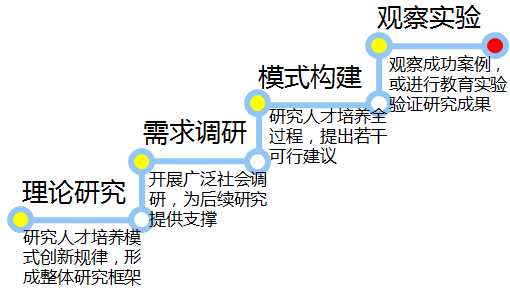 观察实验
观察成功案例，
或进行教育实验
验证研究成果
模式构建
研究人才培养全
过程，提出若干
可行建议
需求调研
开展广泛社会调
研，为后续研究
提供支撑
理论研究
研究人才培养模
式创新规律，形
成整体研究框架